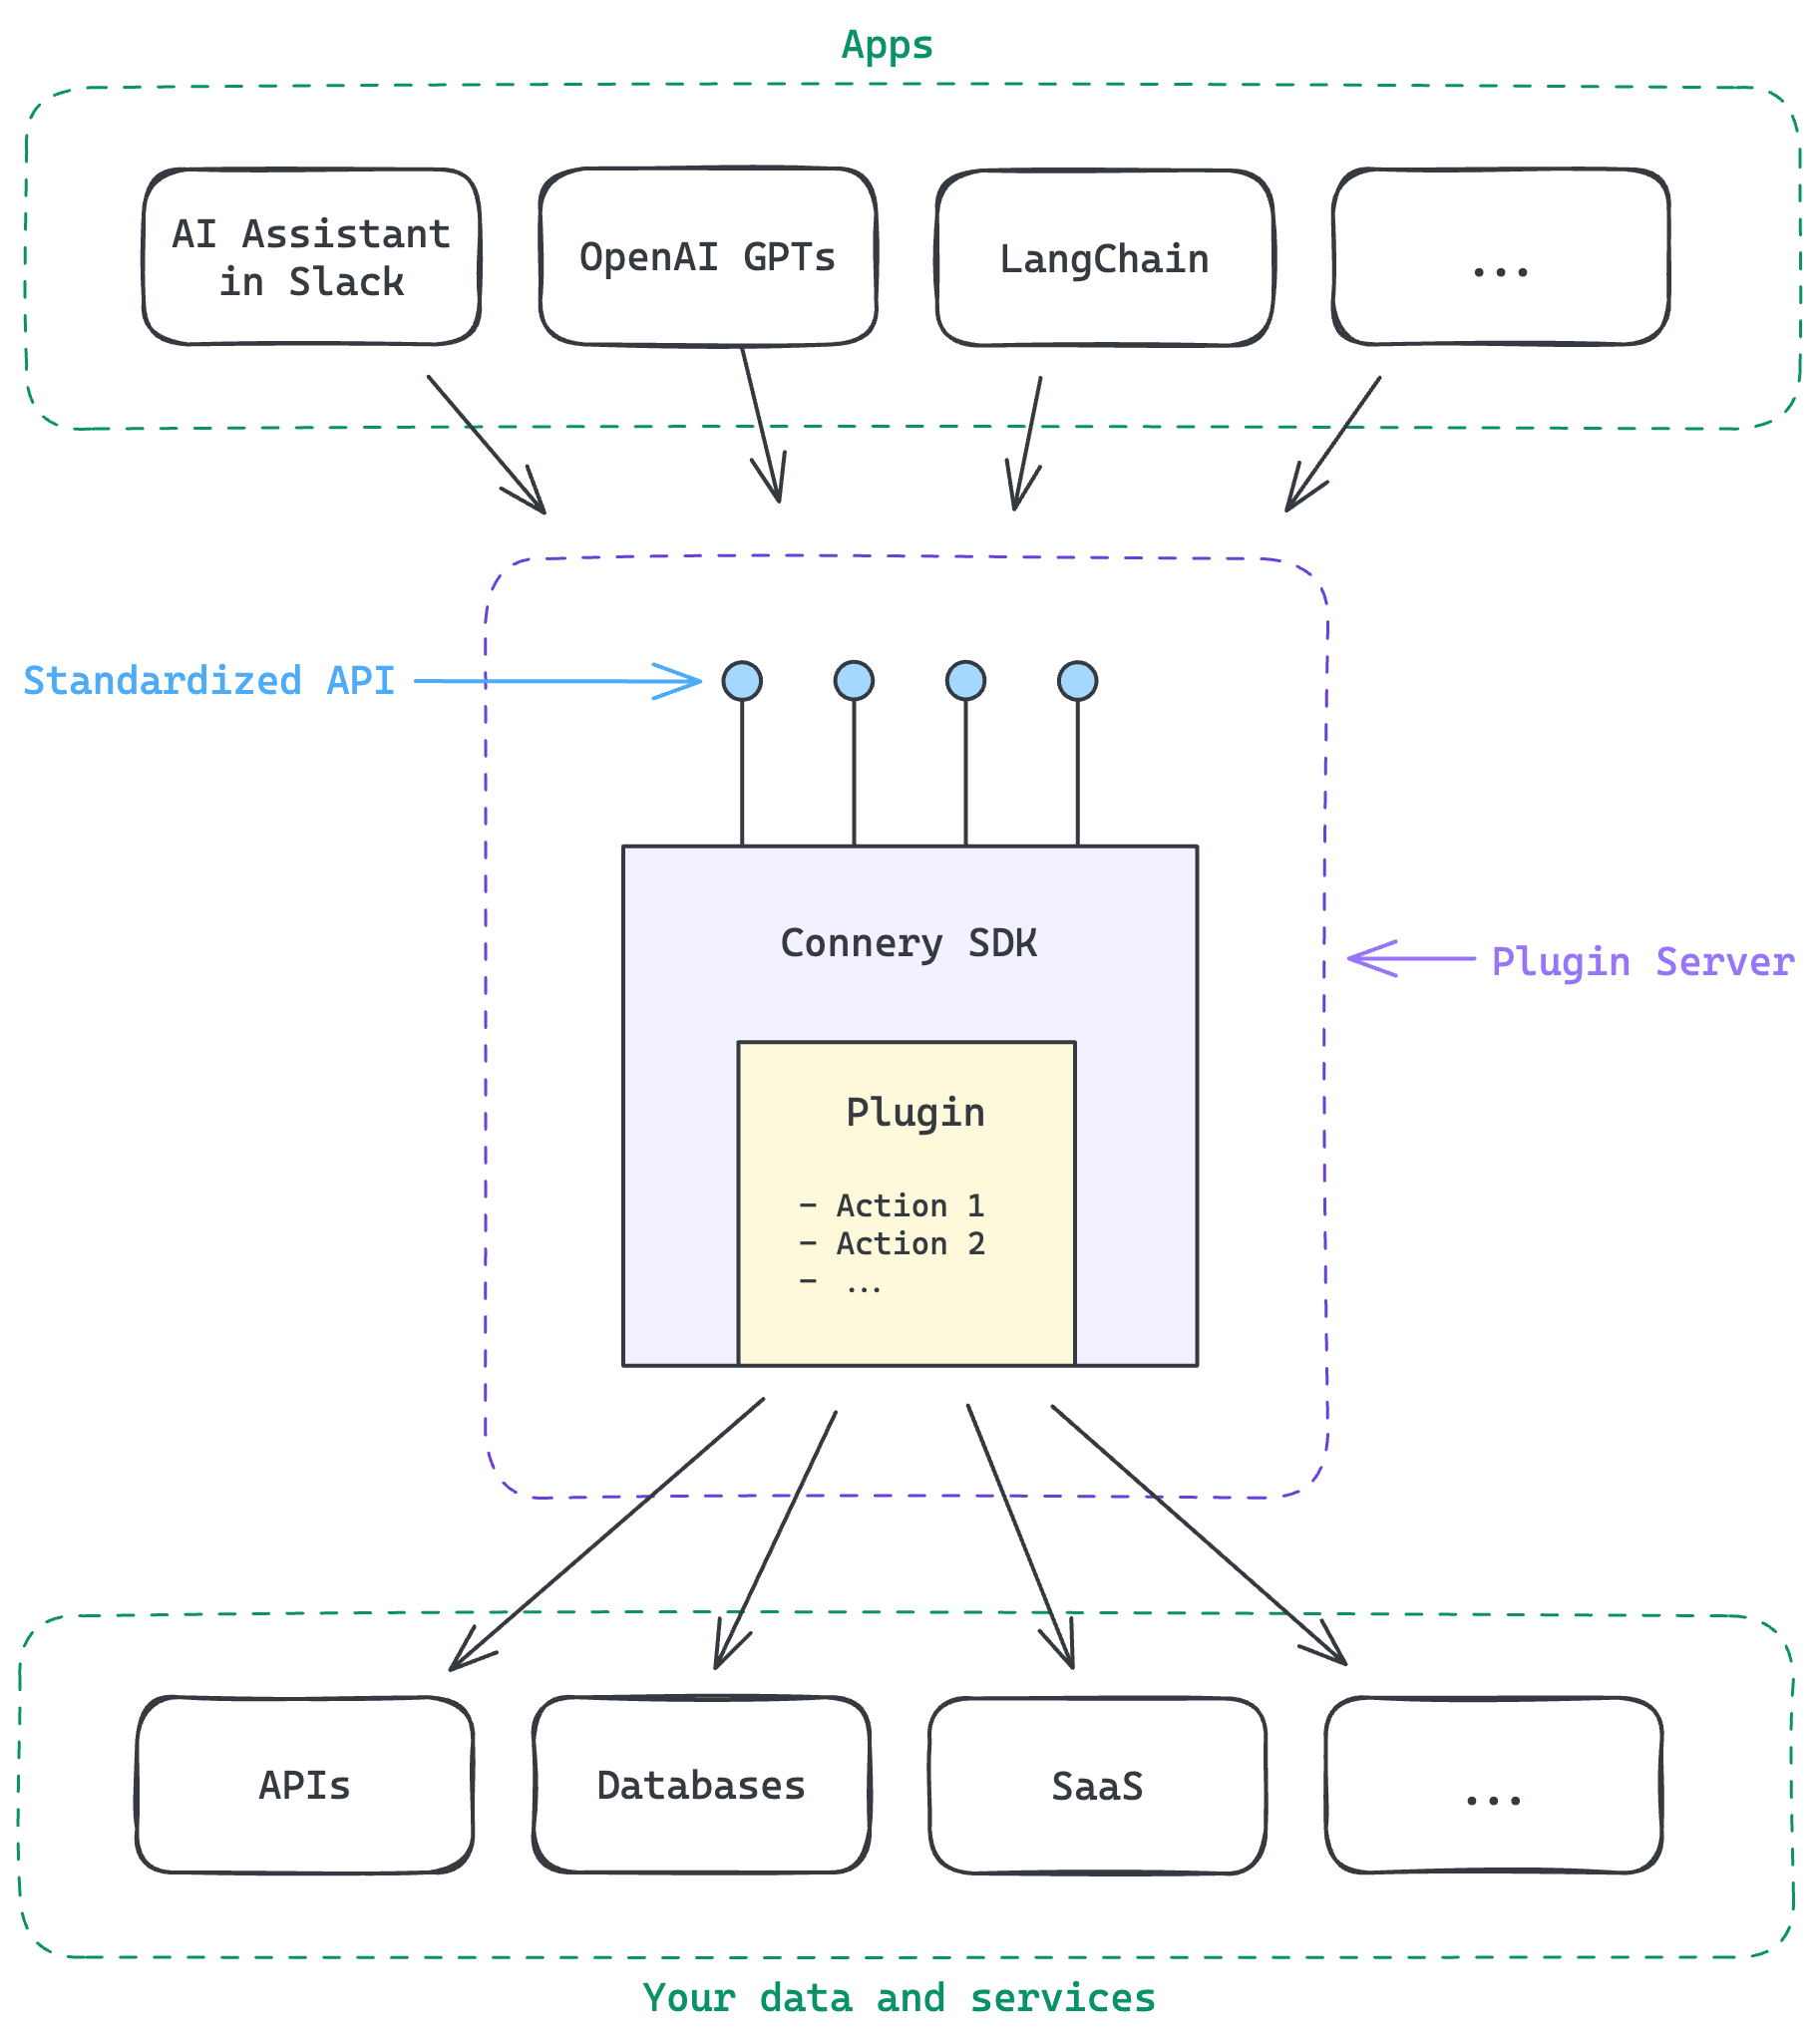 Apps
AI Assistant
in Slack
OpenAI GPTs
LangChain
...
Standardized API
Connery SDK
Plugin Server
Plugin
- Action 1
- Action 2
- ...
APIs
Databases
SaaS
...
Your data and services